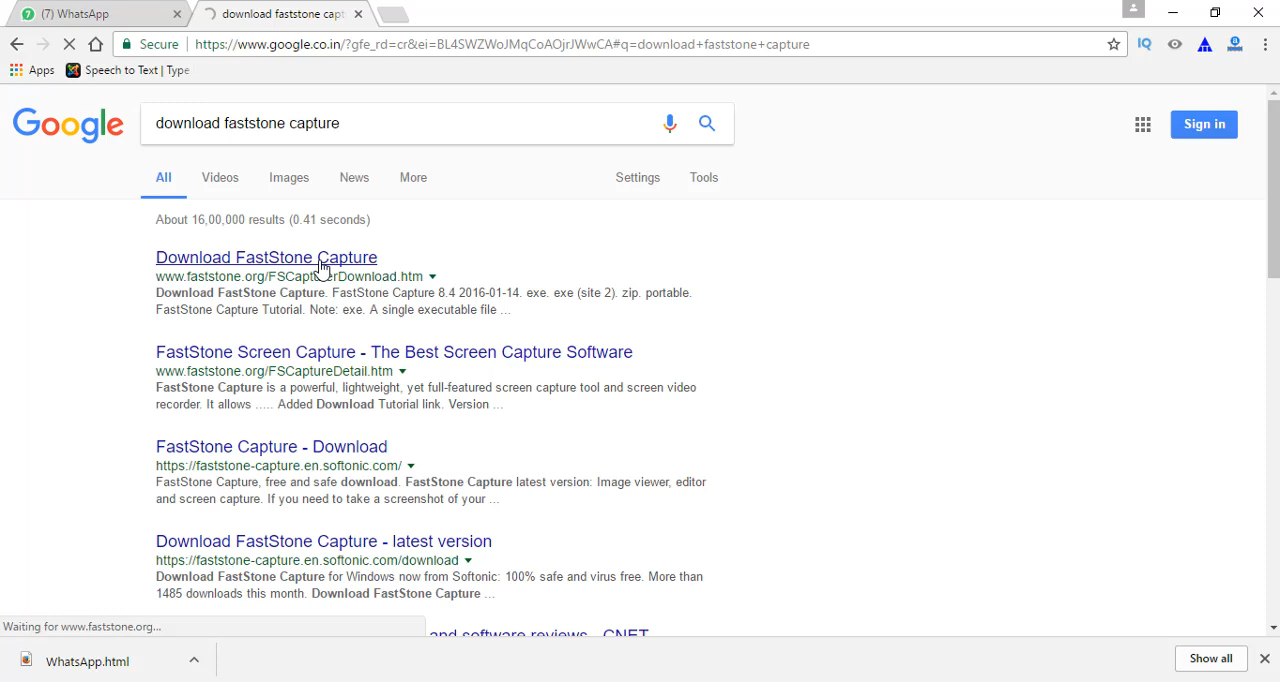 (7) WhatsApp
download faststone capt
Secure
https://www.google.co.in/?gfe_rd=cr&ei=BL4SWZWoJMqCoAOjrJWwCA#q=download+faststone+capture
IQ
Apps
Speech to Text | Type
Google
download faststone capture
Sign in
All
Videos
Images
News
More
Settings
Tools
About 16,00,000 results (0.41 seconds)
Download FastStone Capture
www.faststone.org/FSCapturerDownload.htm
Download FastStone Capture. FastStone Capture 8.4 2016-01-14. exe. exe (site 2). zip. portable.
FastStone Capture Tutorial. Note: exe. A single executable file ...
FastStone Screen Capture - The Best Screen Capture Software
www.faststone.org/FSCaptureDetail.htm
FastStone Capture is a powerful, lightweight, yet full-featured screen capture tool and screen video
recorder. It allows ..... Added Download Tutorial link. Version ...
FastStone Capture - Download
https://faststone-capture.en.softonic.com/
FastStone Capture, free and safe download. FastStone Capture latest version: Image viewer, editor
and screen capture. If you need to take a screenshot of your ...
Download FastStone Capture - latest version
https://faststone-capture.en.softonic.com/download
Download FastStone Capture for Windows now from Softonic: 100% safe and virus free. More than
1485 downloads this month. Download FastStone Capture ...
and software reviews - CNET
Waiting for www.faststone.org...
WhatsApp.html
Show all